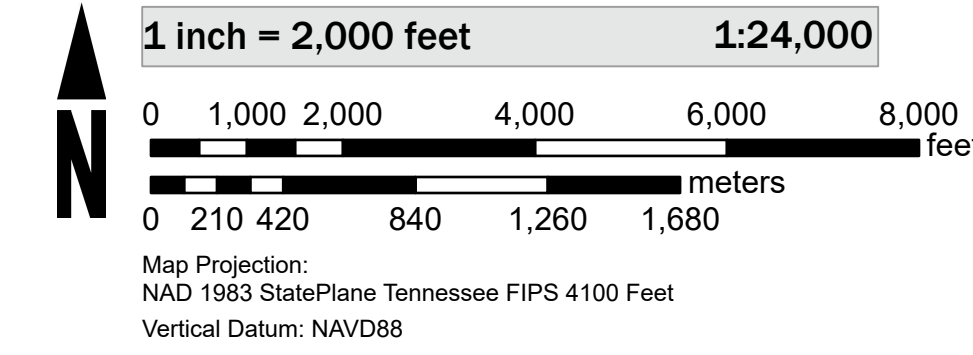 1 inch = 2,000 feet 1:24,000
0 1,000 2,000 4,000 6,000 8,000
feet
meters
0 210 420 840 1,260 1,680
N
Map Projection:
NAD 1983 StatePlane Tennessee FIPS 4100 Feet
Vertical Datum: NAVD88